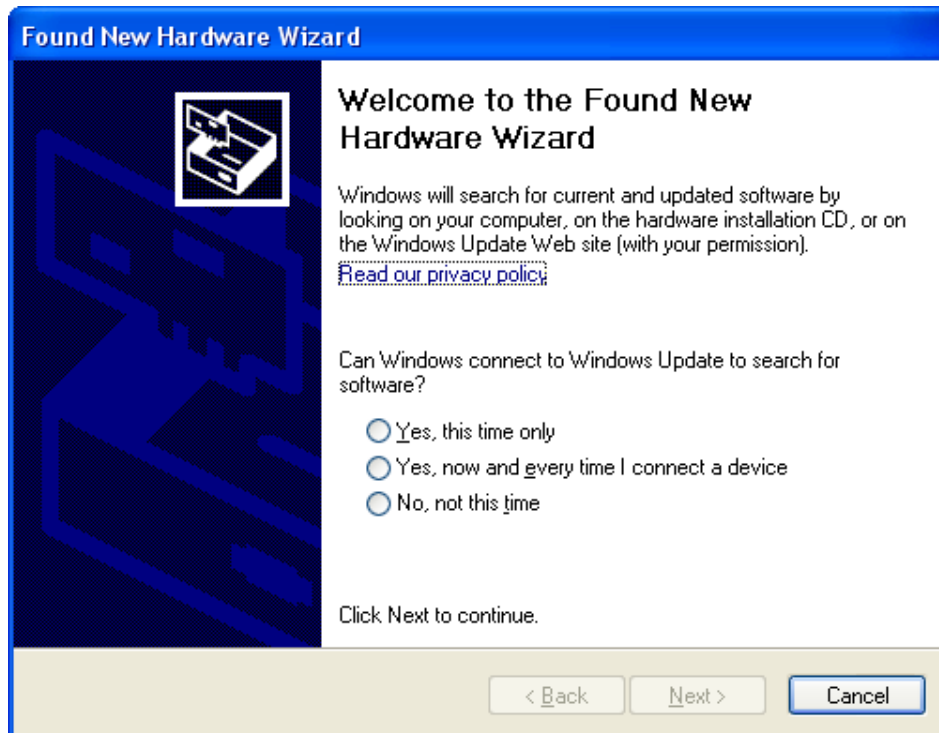 Found New Hardware Wizard
Welcome to the Found New
Hardware Wizard
Windows will search for current and updated software by
looking on your computer, on the hardware installation CD, or on
the Windows Update Web site (with your permission).
Read our privacy policy
Can Windows connect to Windows Update to search for
software?
Yes, this time only
Yes, now and every time I connect a device
No, not this time
Click Next to continue.
< Back
Next >
Cancel